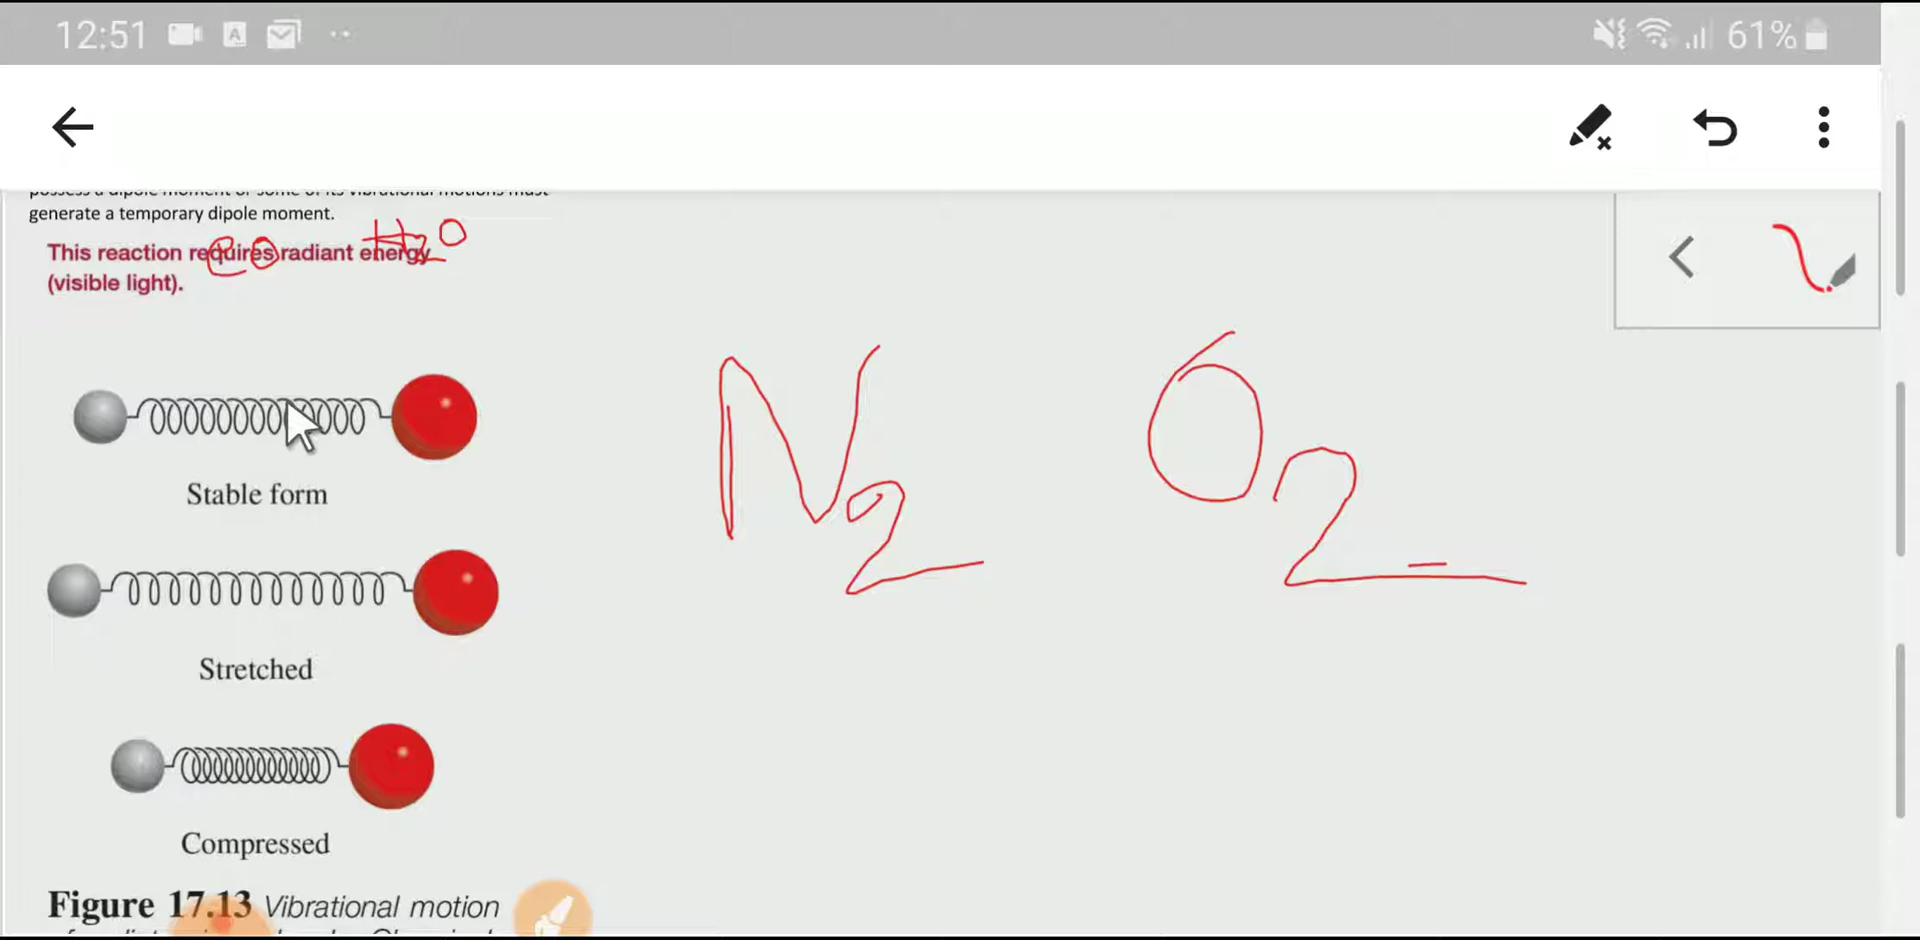 12:51
61%
generate a temporary dipole moment.
CO H2O
This reaction requires radiant energy
(visible light).
N2 O2
Stable form
Stretched
Compressed
Figure 17.13 Vibrational motion